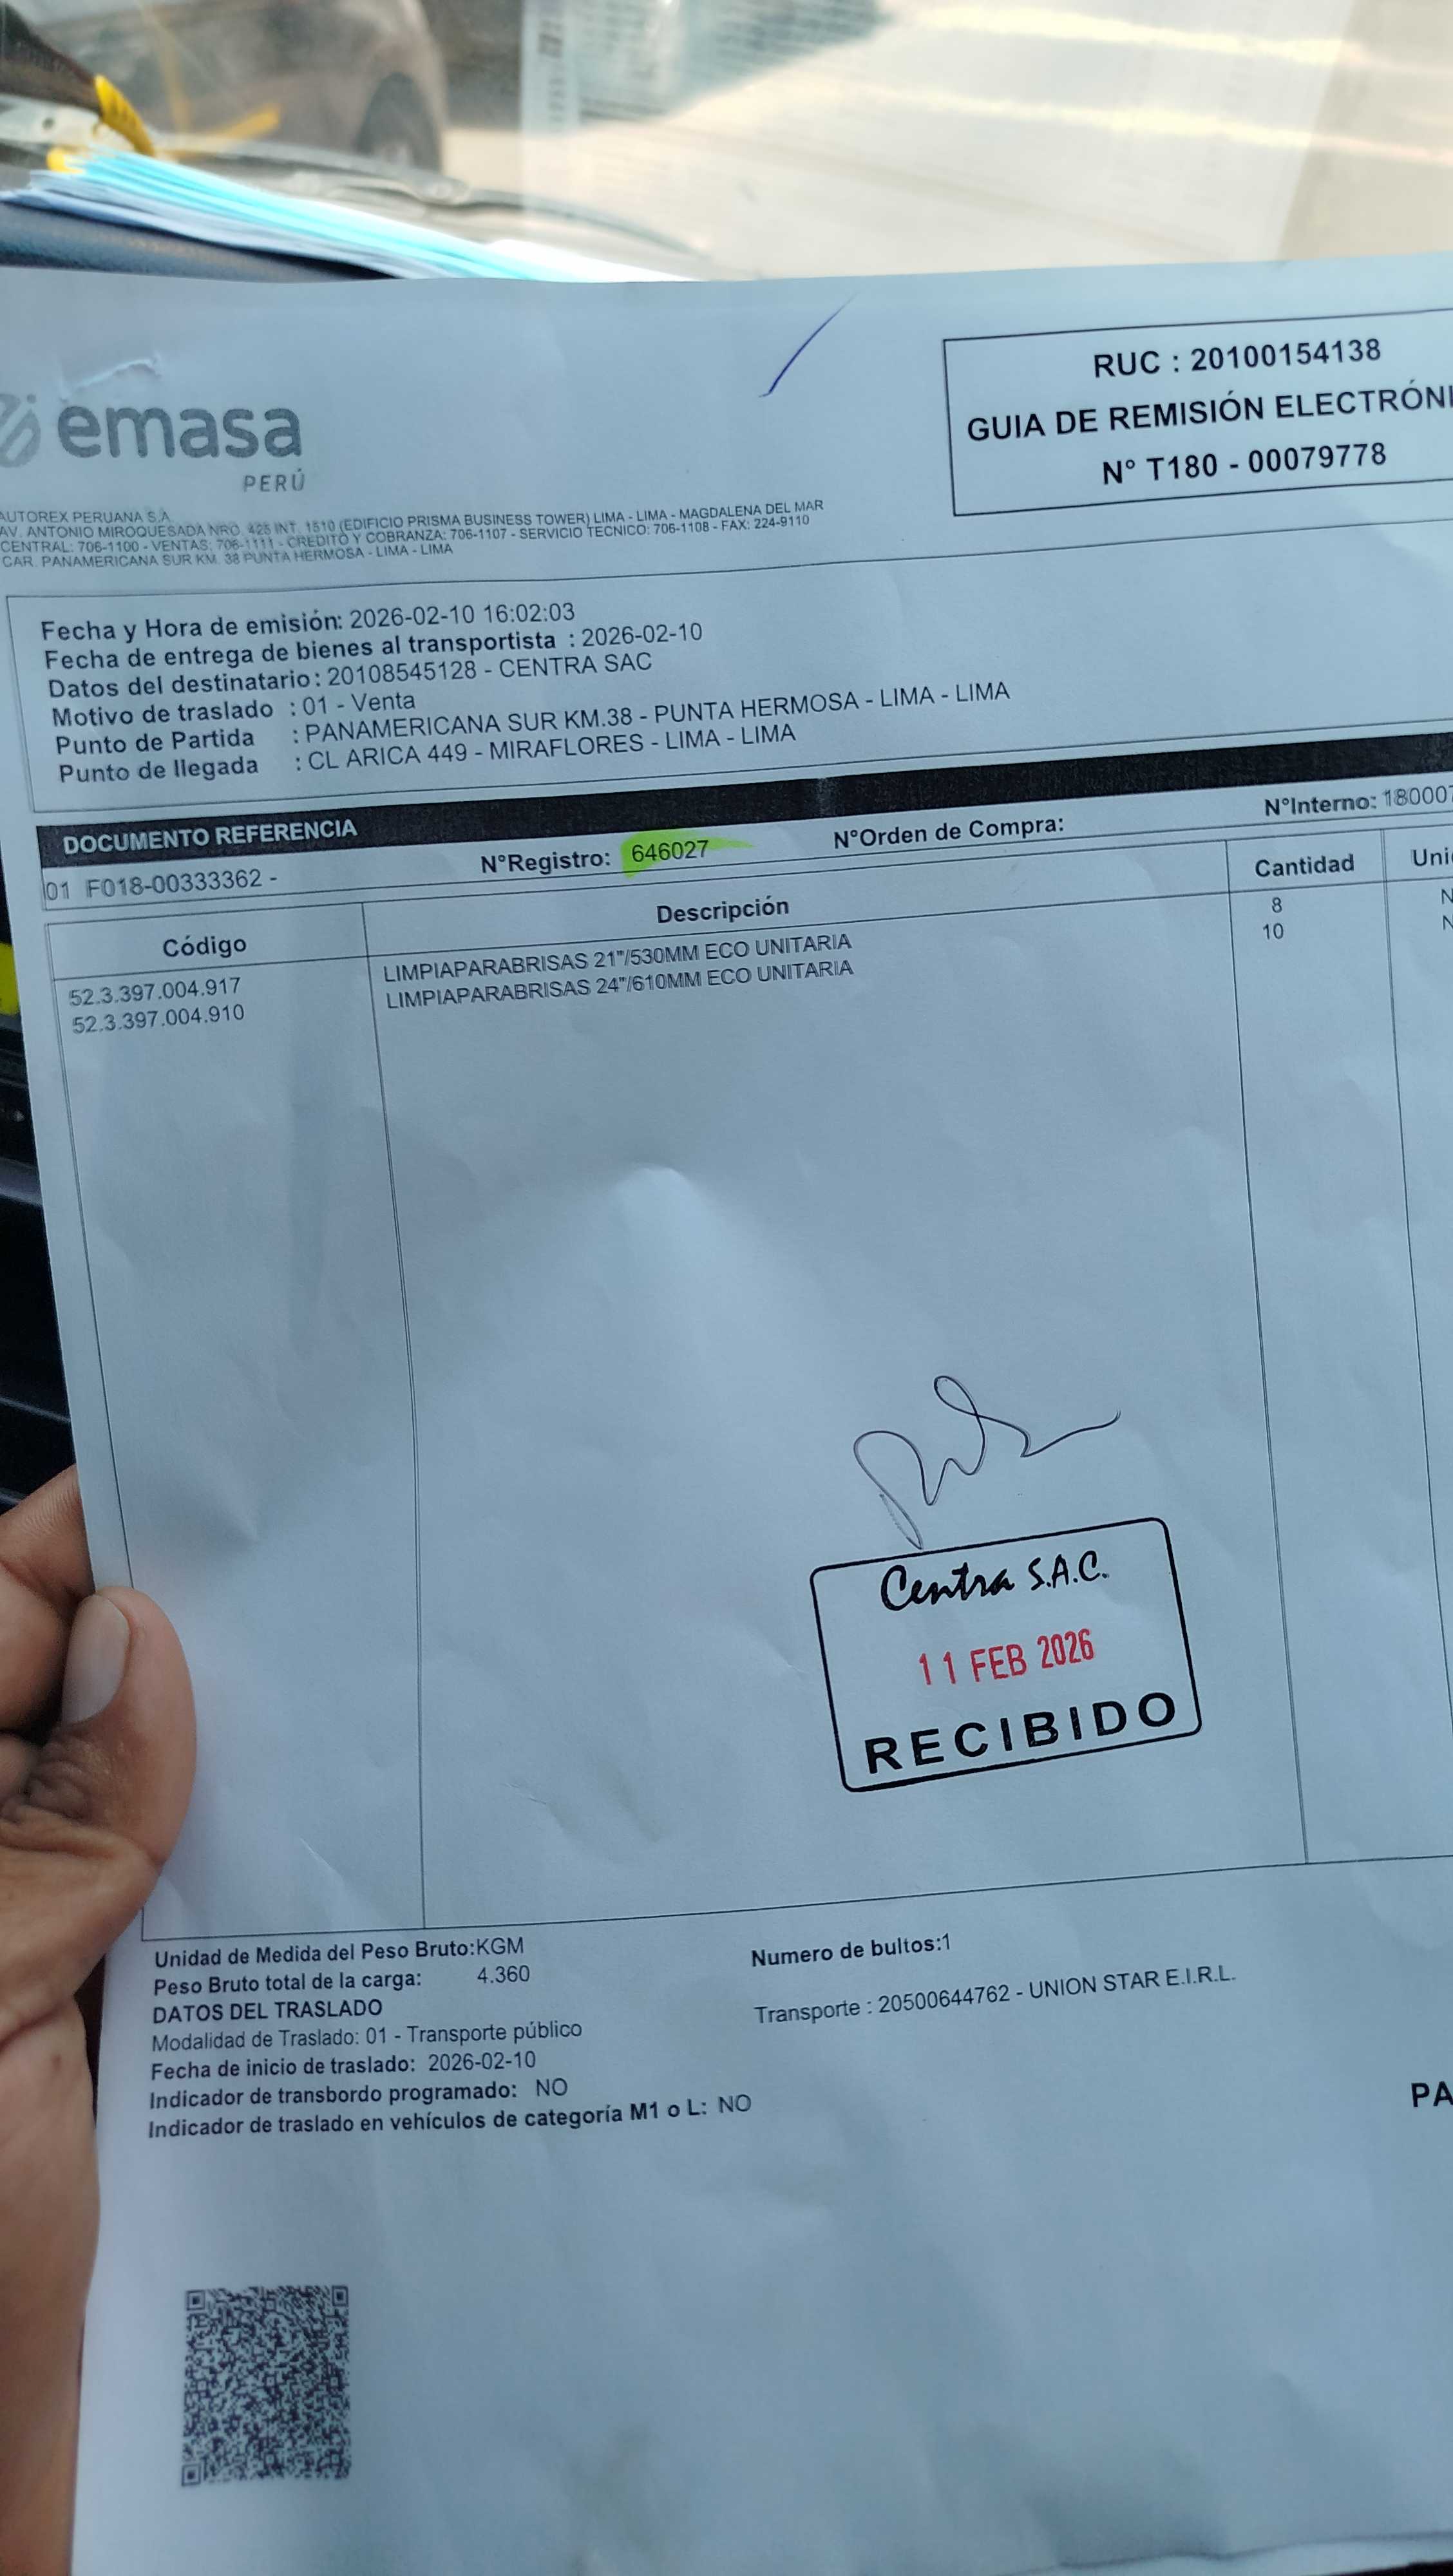 emasa
PERÚ
RUC : 20100154138
GUIA DE REMISIÓN ELECTRÓNI
N° T180 - 00079778
AUTOREX PERUANA S.A.
AV. ANTONIO MIROQUESADA NRO. 425 INT. 1510 (EDIFICIO PRISMA BUSINESS TOWER) LIMA - LIMA - MAGDALENA DEL MAR
CENTRAL: 706-1100 - VENTAS: 706-1111 - CREDITO Y COBRANZA: 706-1107 - SERVICIO TECNICO: 706-1108 - FAX: 224-9110
CAR. PANAMERICANA SUR KM. 38 PUNTA HERMOSA - LIMA - LIMA
Fecha y Hora de emisión: 2026-02-10 16:02:03
Fecha de entrega de bienes al transportista : 2026-02-10
Datos del destinatario : 20108545128 - CENTRA SAC
Motivo de traslado : 01 - Venta
Punto de Partida : PANAMERICANA SUR KM.38 - PUNTA HERMOSA - LIMA - LIMA
Punto de llegada : CL ARICA 449 - MIRAFLORES - LIMA - LIMA
DOCUMENTO REFERENCIA
01 F018-00333362 - N°Registro: 646027 N°Orden de Compra: N°Interno: 180007
Código Descripción Cantidad Uni
52.3.397.004.917 LIMPIAPARABRISAS 21"/530MM ECO UNITARIA 8 N
52.3.397.004.910 LIMPIAPARABRISAS 24"/610MM ECO UNITARIA 10 N
Centra S.A.C.
11 FEB 2026
RECIBIDO
Unidad de Medida del Peso Bruto:KGM Numero de bultos:1
Peso Bruto total de la carga: 4.360
DATOS DEL TRASLADO Transporte : 20500644762 - UNION STAR E.I.R.L.
Modalidad de Traslado: 01 - Transporte público
Fecha de inicio de traslado: 2026-02-10
Indicador de transbordo programado: NO
Indicador de traslado en vehículos de categoría M1 o L: NO
PA